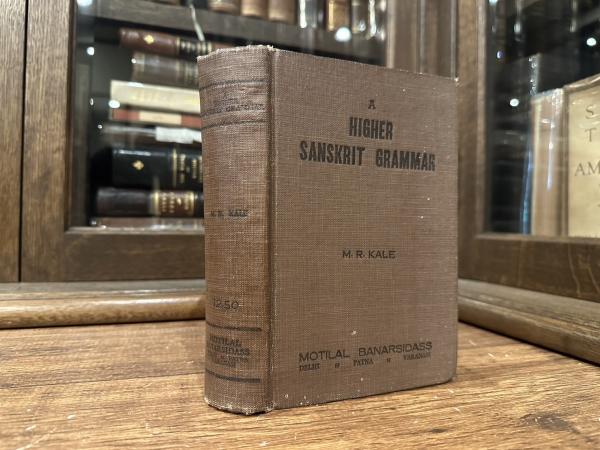 A
HIGHER
SANSKRIT GRAMMAR
M. R. KALE
MOTILAL BANARSIDASS
DELHI PATNA VARANASI
M. R. KALE
12.50
MOTILAL
BANARSIDASS